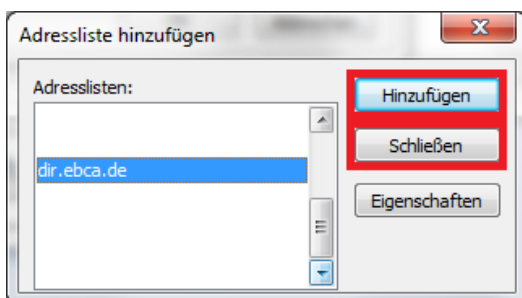 Adressliste hinzufügen
Adresslisten:
dir.ebca.de
Hinzufügen
Schließen
Eigenschaften